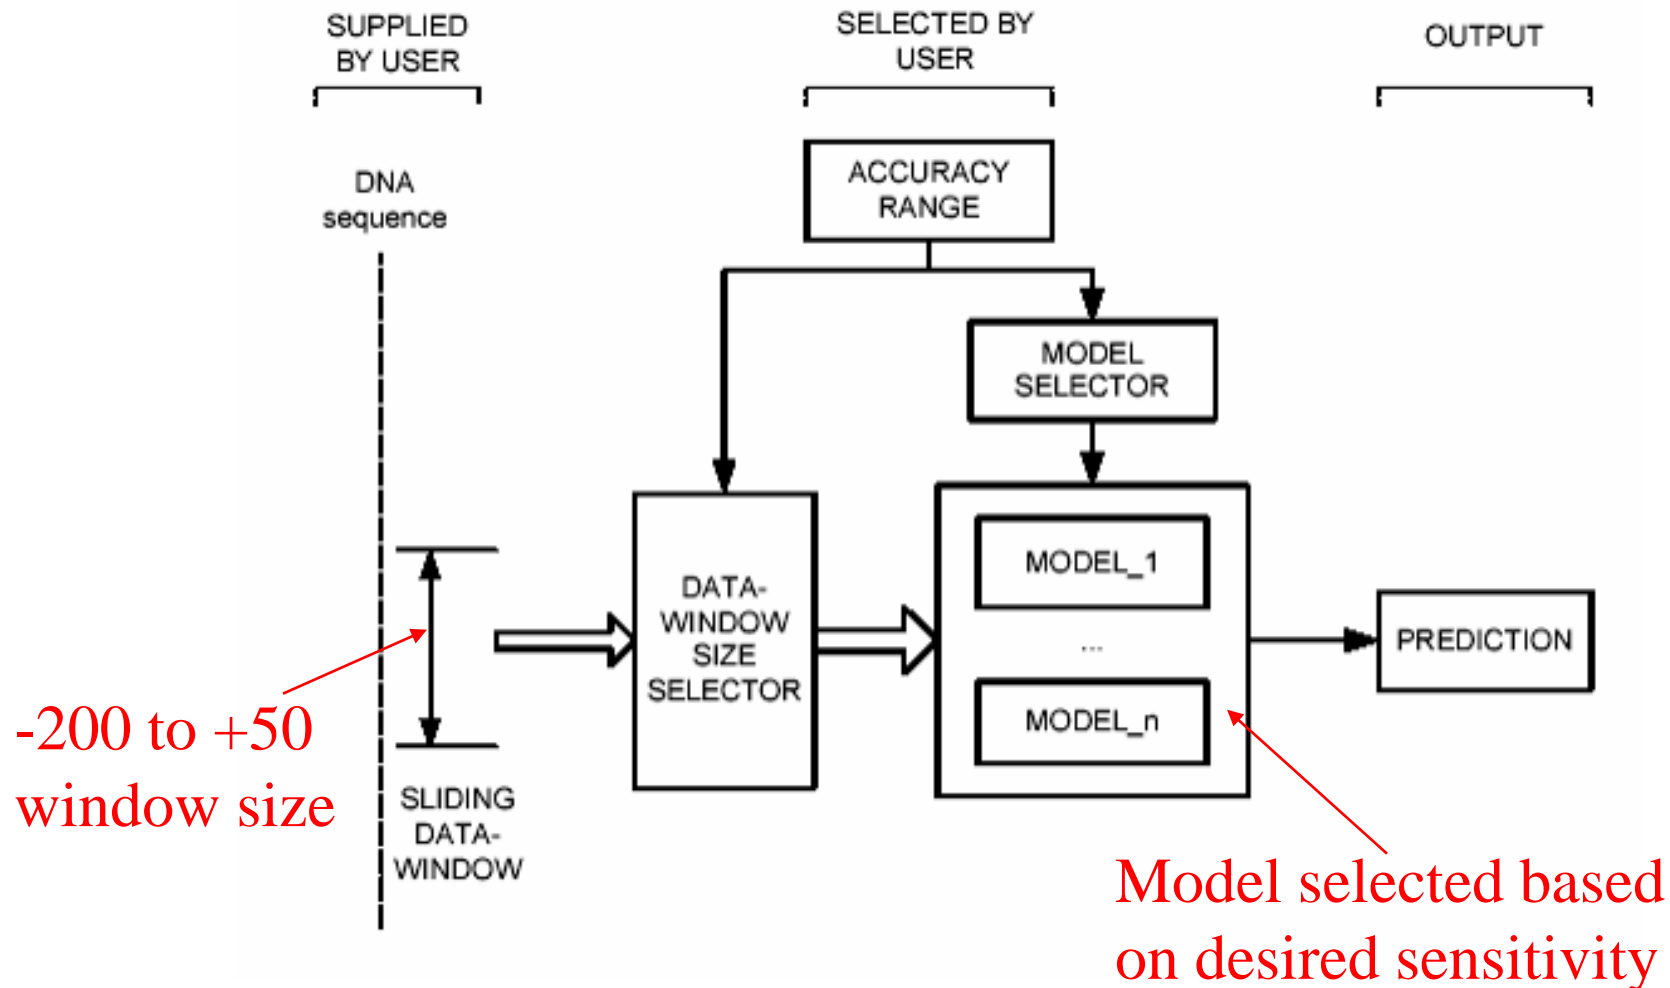 SUPPLIED
BY USER
SELECTED BY
USER
OUTPUT
DNA
sequence
ACCURACY
RANGE
MODEL
SELECTOR
DATA-
WINDOW
SIZE
SELECTOR
MODEL_1
...
MODEL_n
PREDICTION
-200 to +50
window size
SLIDING
DATA-
WINDOW
Model selected based
on desired sensitivity